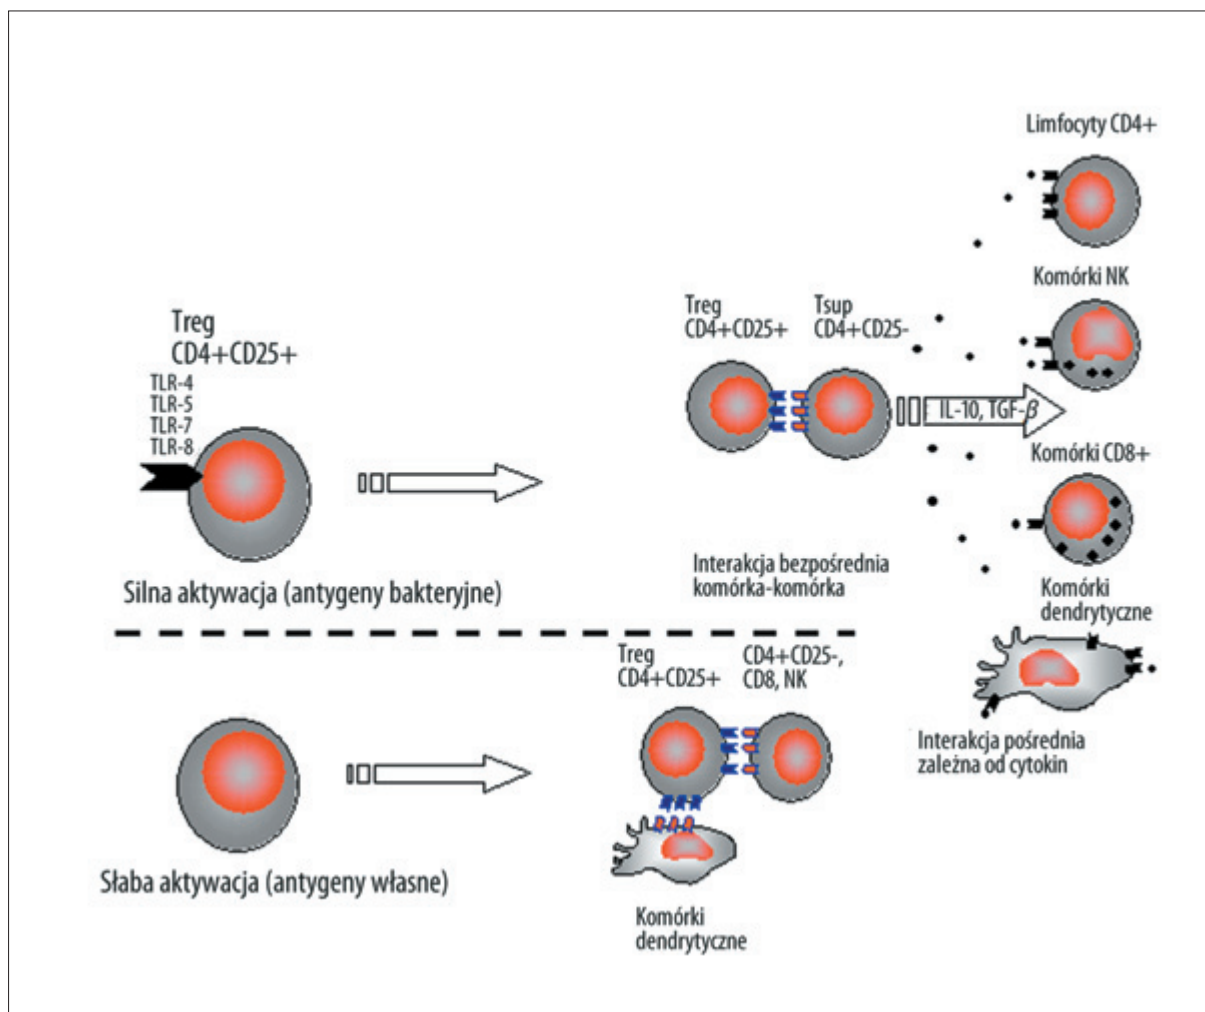 Limfocyty CD4+
Komórki NK
Treg
CD4+CD25+
Tsup
CD4+CD25-
Treg
CD4+CD25+
TLR-4
TLR-5
TLR-7
TLR-8
IL-10, TGF-β
Komórki CD8+
Interakcja bezpośrednia
komórka-komórka
Silna aktywacja (antygeny bakteryjne)
Komórki
dendrytyczne
Treg
CD4+CD25+
CD4+CD25-,
CD8, NK
Interakcja pośrednia
zależna od cytokin
Słaba aktywacja (antygeny własne)
Komórki
dendrytyczne